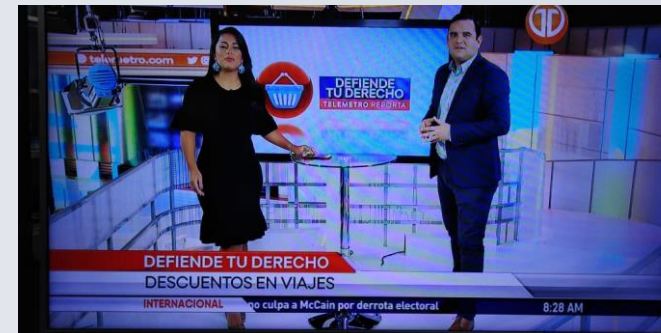 telemetro.com
DEFIENDE
TU DERECHO
TELEMETRO REPORTA
DEFIENDE TU DERECHO
DESCUENTOS EN VIAJES
INTERNACIONAL no culpa a McCain por derrota electoral
8:28 AM